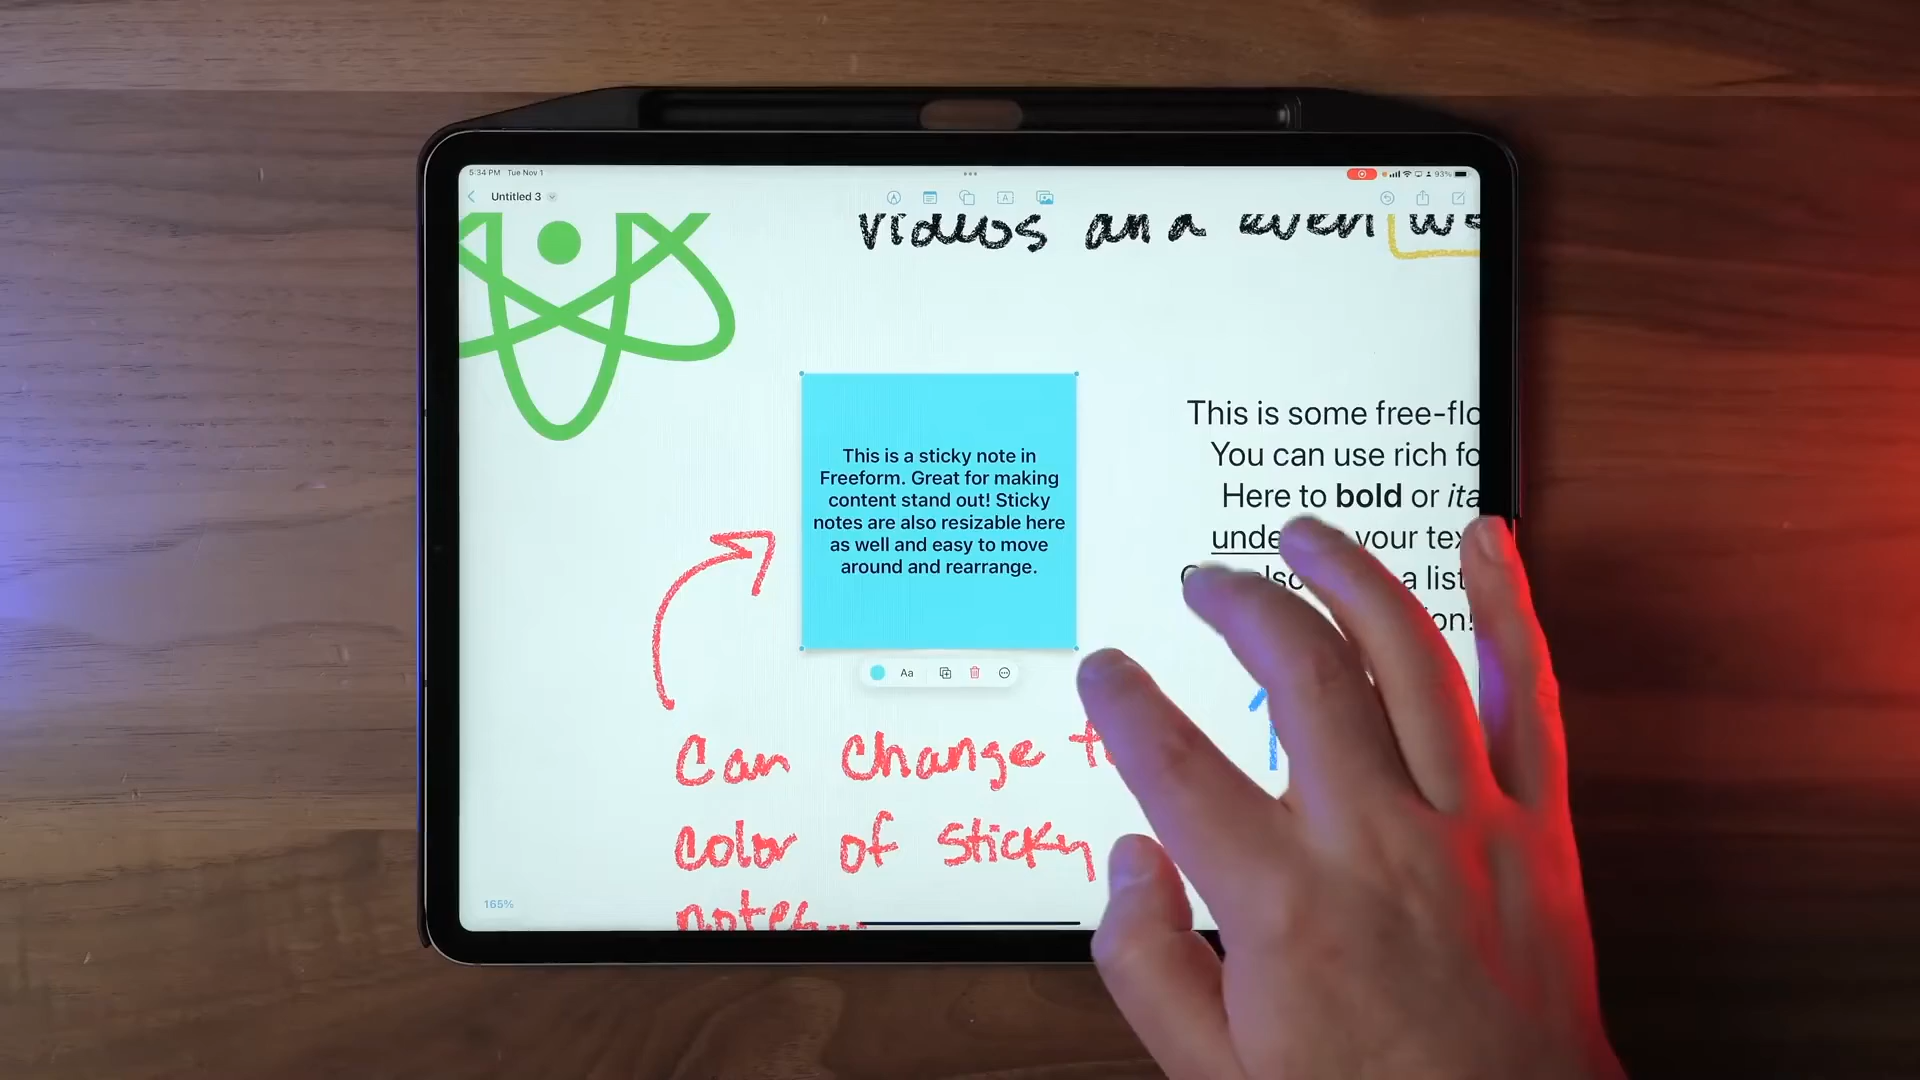 5:34 PM Tue Nov 1
93%
Untitled 3
videos and even
This is a sticky note in
Freeform. Great for making
content stand out! Sticky
notes are also resizable here
as well and easy to move
around and rearrange.
Aa
This is some free-flo
You can use rich fo
Here to bold or ita
your tex
a list
Can change
color of sticky
notes...
165%